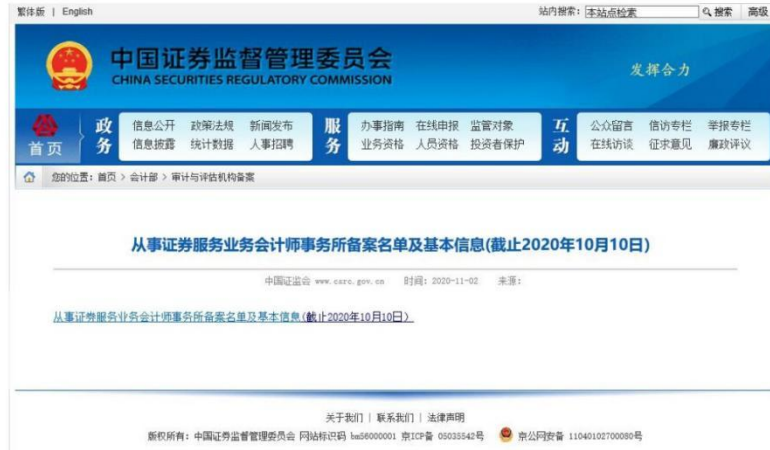 繁体版 | English 站内搜索: 本站点检索 搜索 高级
中国证券监督管理委员会
CHINA SECURITIES REGULATORY COMMISSION
发挥合力
首页
政务
信息公开 政策法规 新闻发布
信息披露 统计数据 人事招聘
服务
办事指南 在线申报 监管对象
业务资格 人员资格 投资者保护
互动
公众留言 信访专栏 举报专栏
在线访谈 征求意见 廉政评议
您的位置: 首页 > 会计部 > 审计与评估机构备案
从事证券服务业务会计师事务所备案名单及基本信息(截止2020年10月10日)
中国证监会 www.csrc.gov.cn 时间: 2020-11-02 来源:
从事证券服务业务会计师事务所备案名单及基本信息(截止2020年10月10日)
关于我们 | 联系我们 | 法律声明
版权所有: 中国证券监督管理委员会 网站标识码 bm56000001 京ICP备 05035542号 京公网安备 11040102700080号